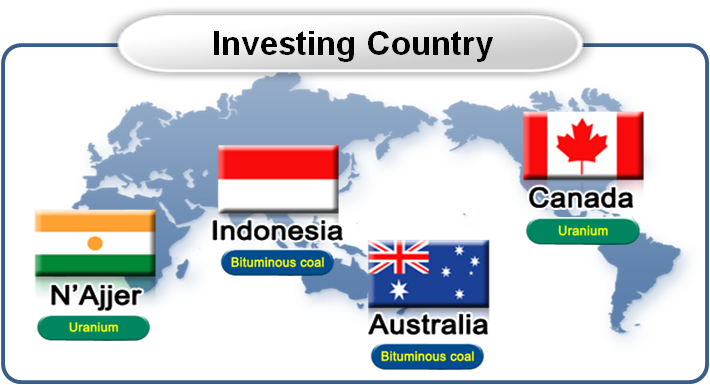 Investing Country
Canada
Uranium
Indonesia
Bituminous coal
N'Ajjer
Uranium
Australia
Bituminous coal